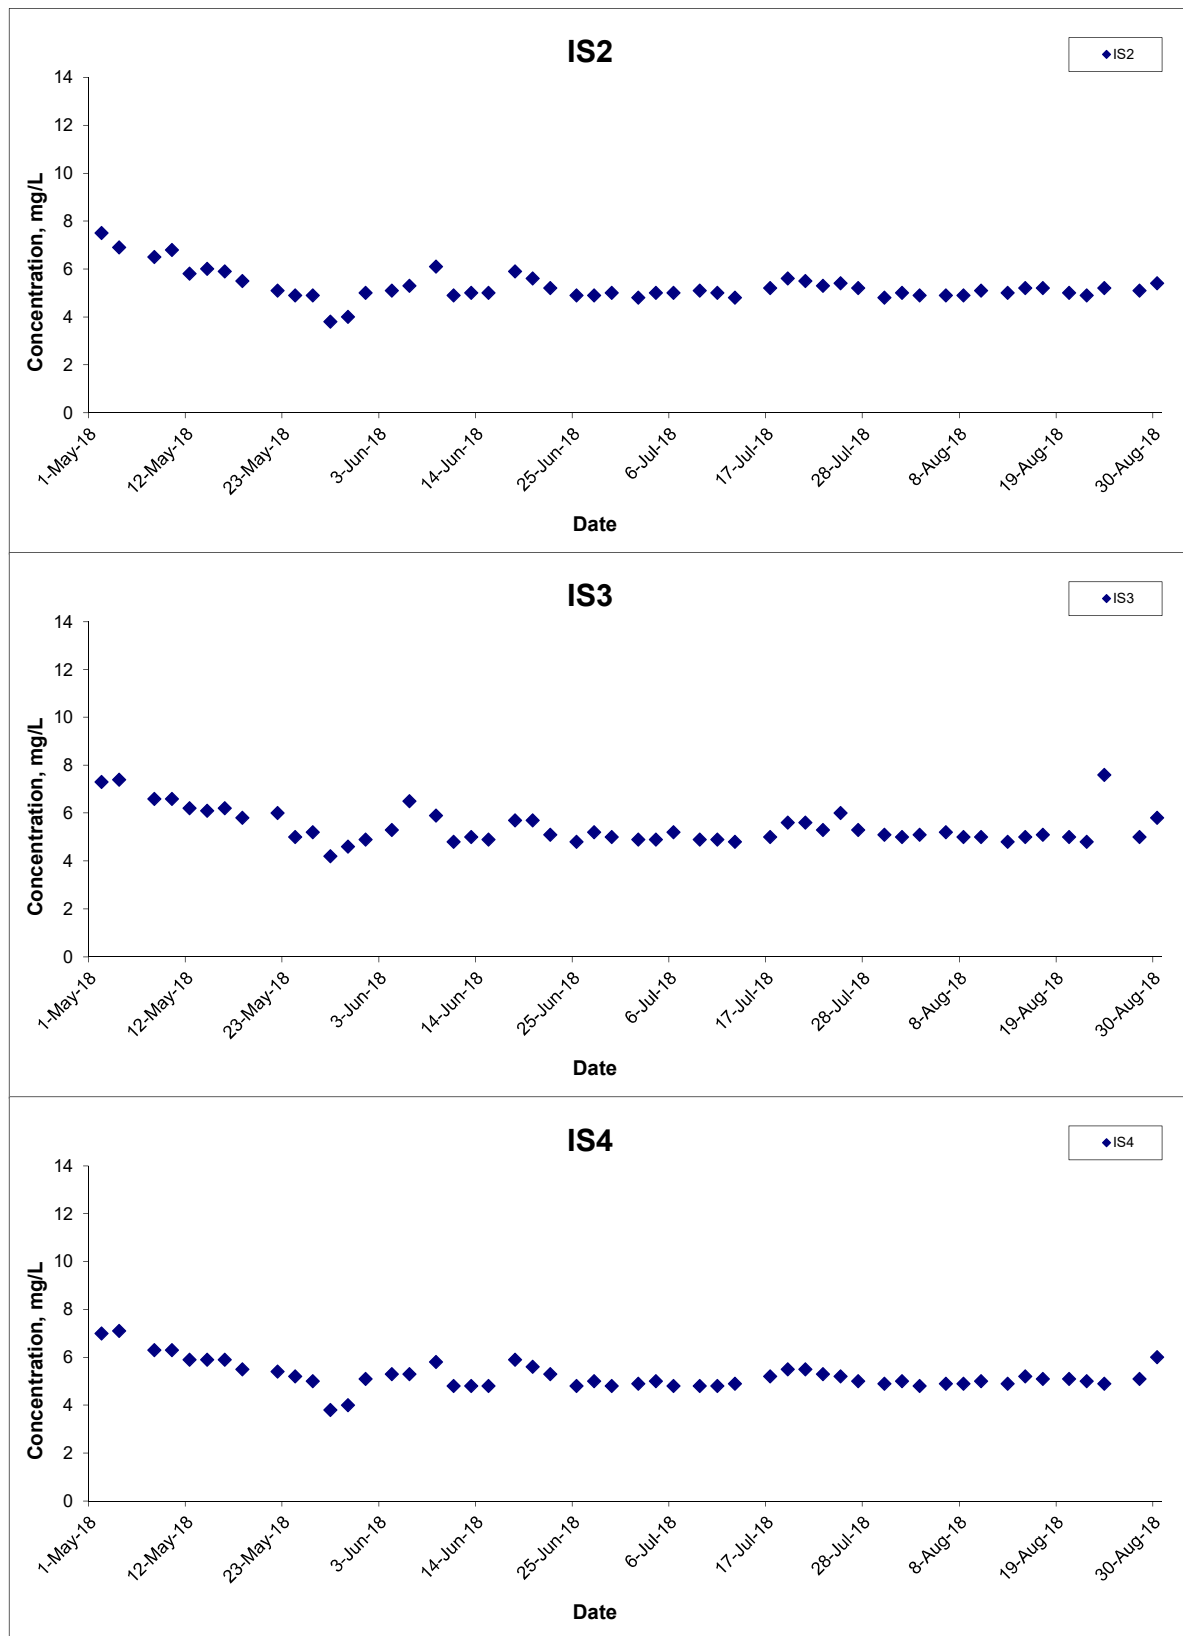 IS2
IS2
14
12
10
8
6
4
2
0
Concentration, mg/L
1-May-18
12-May-18
23-May-18
3-Jun-18
14-Jun-18
25-Jun-18
6-Jul-18
17-Jul-18
28-Jul-18
8-Aug-18
19-Aug-18
30-Aug-18
Date
IS3
IS3
14
12
10
8
6
4
2
0
Concentration, mg/L
1-May-18
12-May-18
23-May-18
3-Jun-18
14-Jun-18
25-Jun-18
6-Jul-18
17-Jul-18
28-Jul-18
8-Aug-18
19-Aug-18
30-Aug-18
Date
IS4
IS4
14
12
10
8
6
4
2
0
Concentration, mg/L
1-May-18
12-May-18
23-May-18
3-Jun-18
14-Jun-18
25-Jun-18
6-Jul-18
17-Jul-18
28-Jul-18
8-Aug-18
19-Aug-18
30-Aug-18
Date